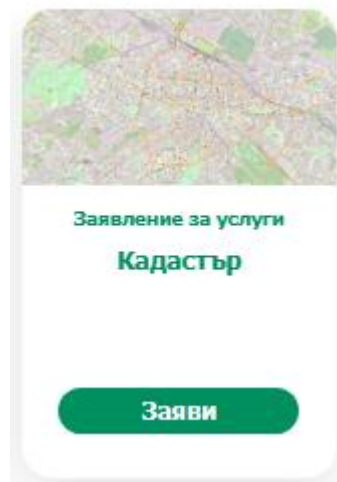 Заявление за услуги
Кадастър
Заяви